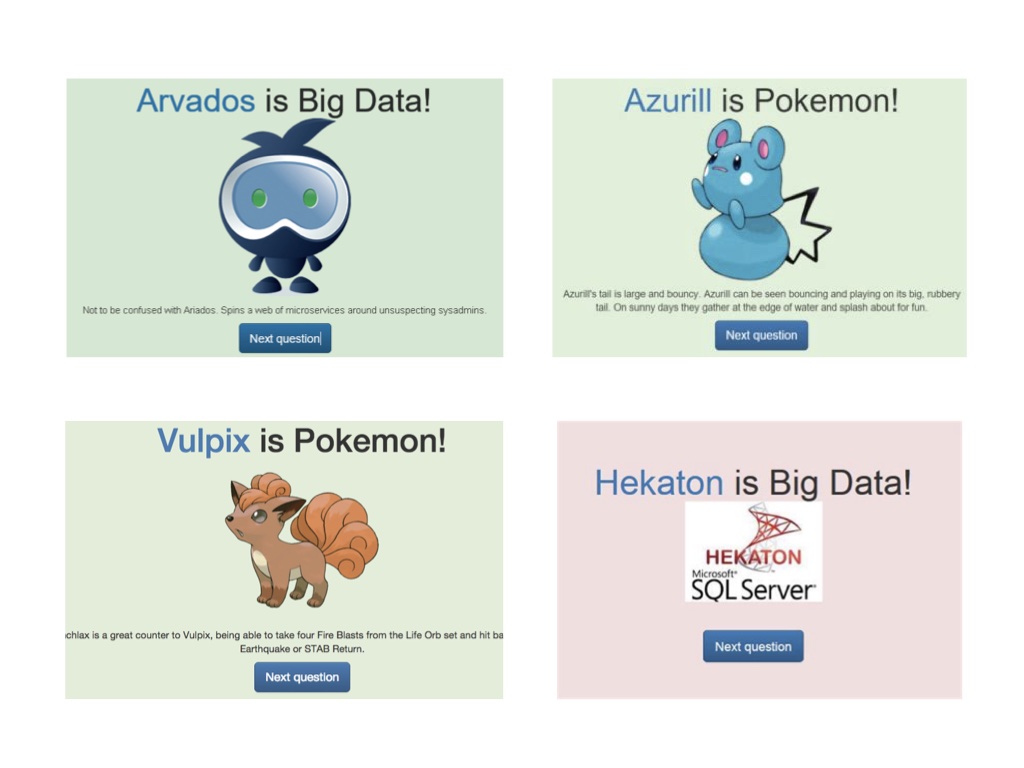 Arvados is Big Data!
Not to be confused with Ariados. Spins a web of microservices around unsuspecting sysadmins.
Next question
Azurill is Pokemon!
Azurill's tail is large and bouncy. Azurill can be seen bouncing and playing on its big, rubbery
tail. On sunny days they gather at the edge of water and splash about for fun.
Next question
Vulpix is Pokemon!
chlax is a great counter to Vulpix, being able to take four Fire Blasts from the Life Orb set and hit ba
Earthquake or STAB Return.
Next question
Hekaton is Big Data!
HEKATON
Microsoft®
SQL Server®
Next question